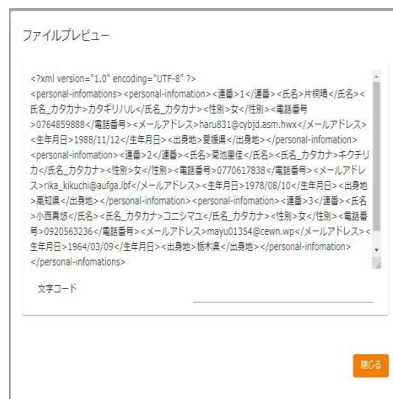 ファイルプレビュー
<?xml version="1.0" encoding="UTF-8" ?>
<personal-infomations><personal-infomation><連番>1</連番><氏名>片桐晴</氏名><
氏名_カタカナ>カタギリハル</氏名_カタカナ><性別>女</性別><電話番号
>0764859888</電話番号><メールアドレス>haru831@cybjd.asm.hwx</メールアドレス>
<生年月日>1988/11/12</生年月日><出身地>愛媛県</出身地></personal-infomation>
<personal-infomation><連番>2</連番><氏名>菊池里佳</氏名><氏名_カタカナ>キクチリ
カ</氏名_カタカナ><性別>女</性別><電話番号>0770617838</電話番号><メールアドレ
ス>rika_kikuchi@aufga.lbf</メールアドレス><生年月日>1978/08/10</生年月日><出身地
>高知県</出身地></personal-infomation><personal-infomation><連番>3</連番><氏名
>小西真悠</氏名><氏名_カタカナ>コニシマユ</氏名_カタカナ><性別>女</性別><電話番
号>0920563236</電話番号><メールアドレス>mayu01354@cewn.wp</メールアドレス><
生年月日>1964/03/09</生年月日><出身地>栃木県</出身地></personal-infomation>
</personal-infomations>
文字コード
閉じる